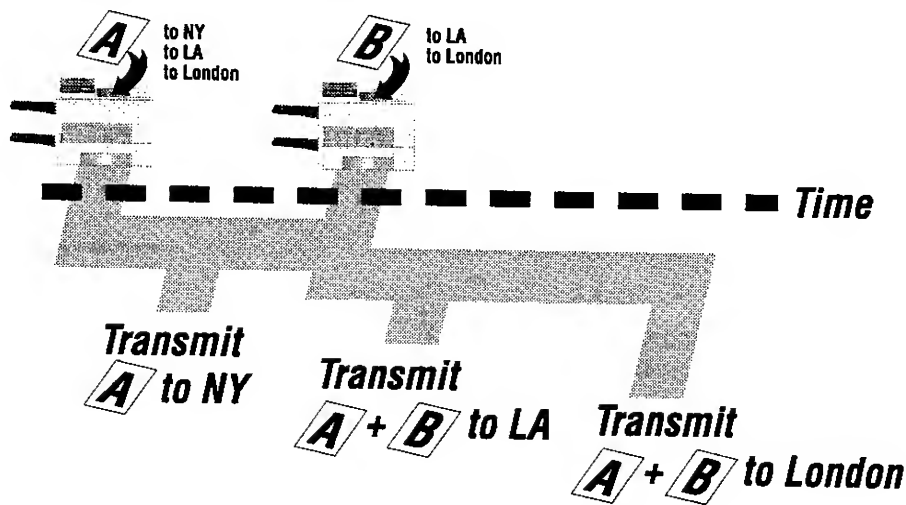 A
to NY
to LA
to London
B
to LA
to London
Time
Transmit
A to NY
Transmit
A + B to LA
Transmit
A + B to London